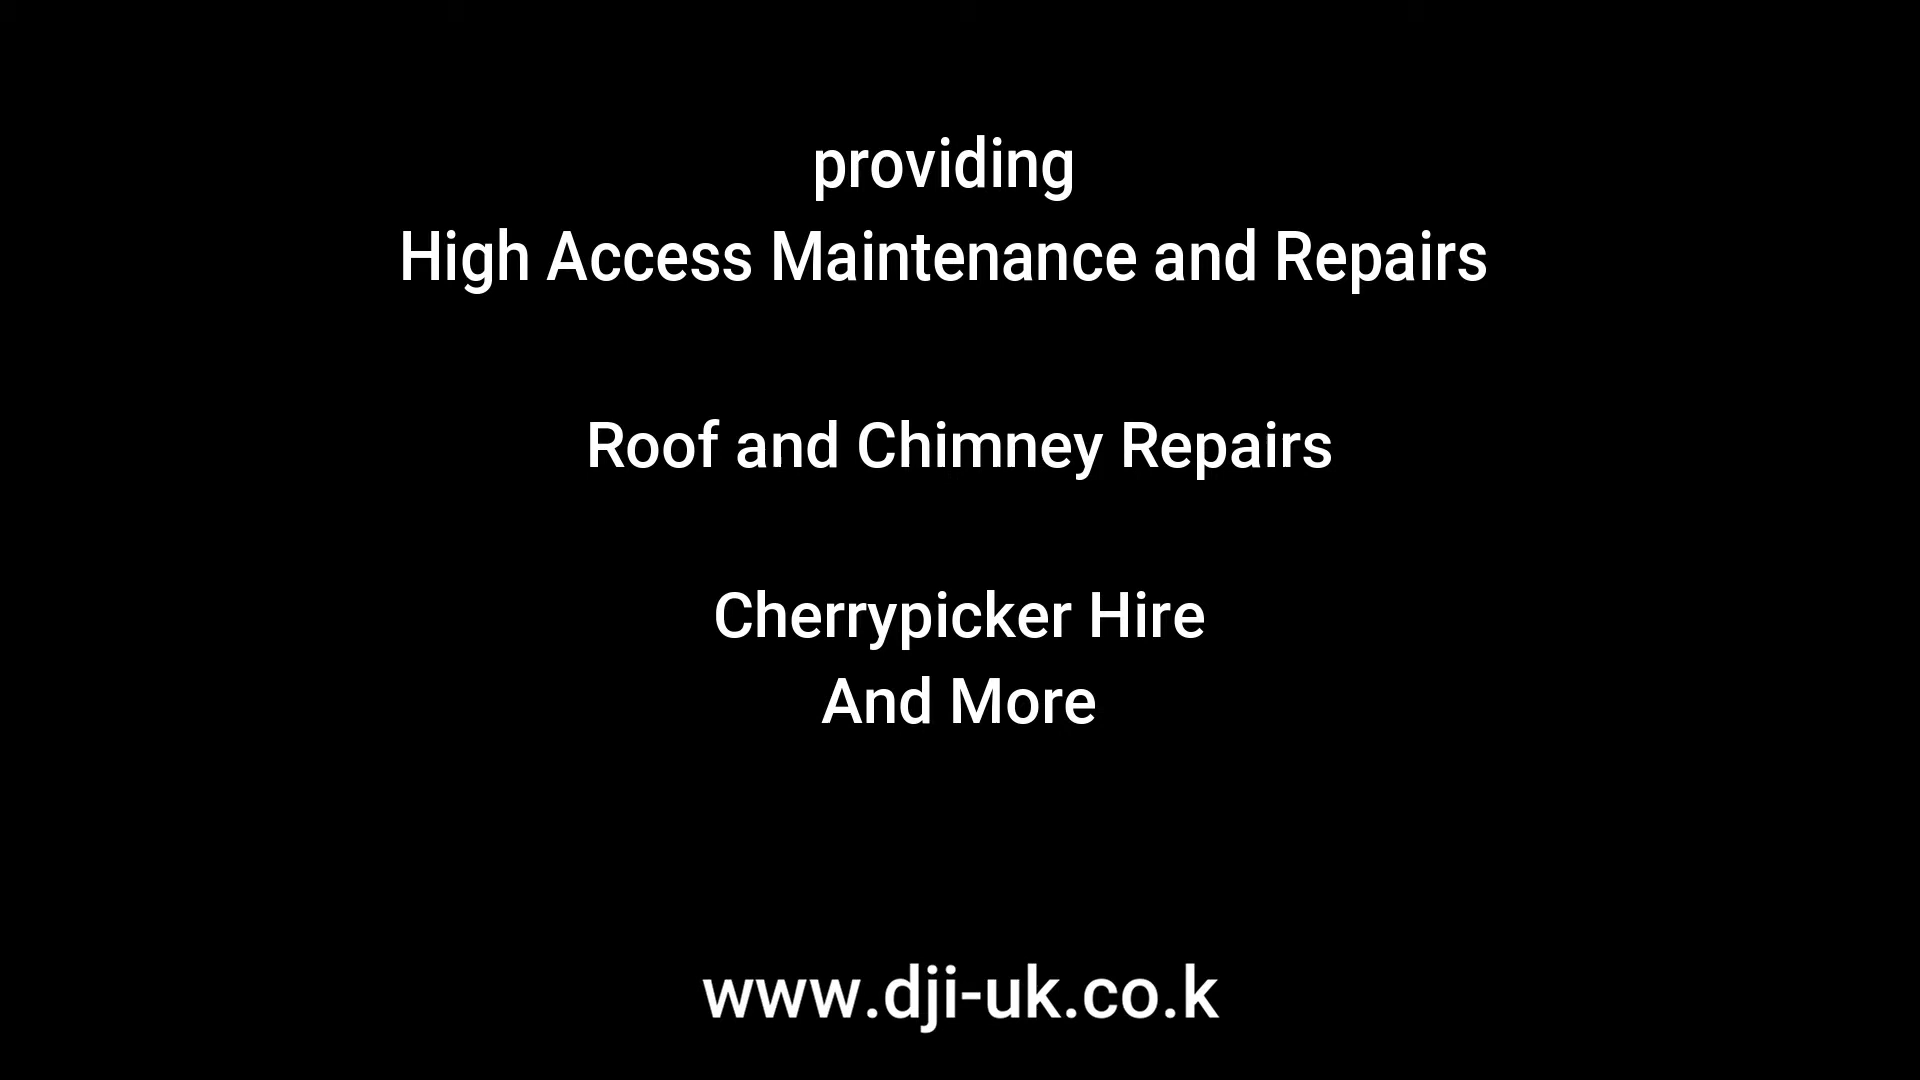 providing
High Access Maintenance and Repairs
Roof and Chimney Repairs
Cherrypicker Hire
And More
www.dji-uk.co.k